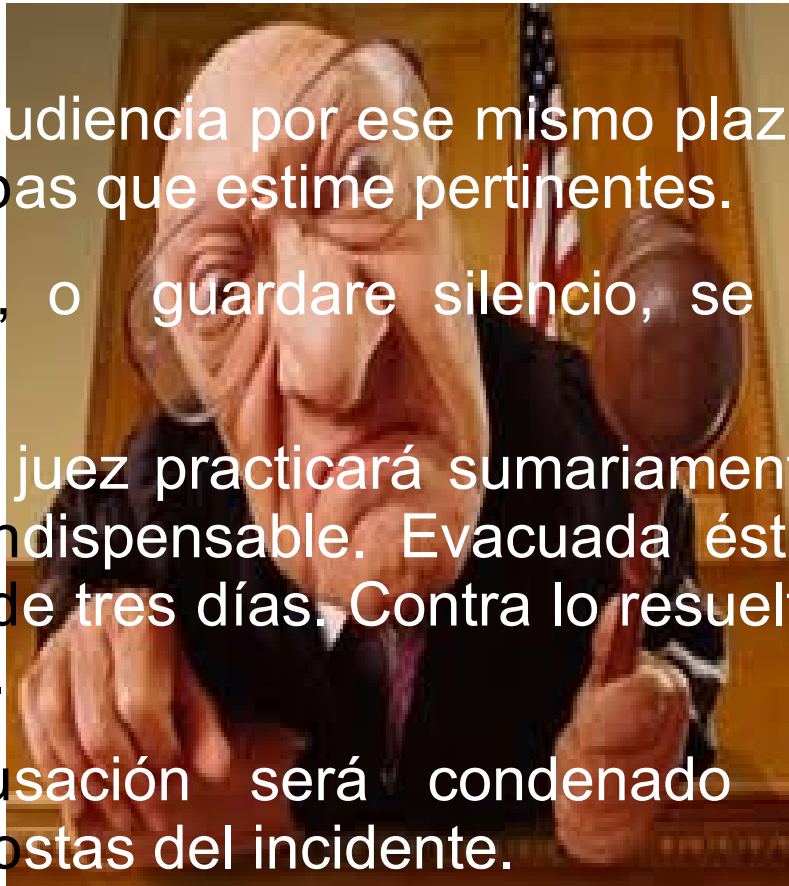 udiencia por ese mismo plaz
bas que estime pertinentes.
, o guardare silencio, se
juez practicará sumariament
ndispensable. Evacuada ést
de tres días. Contra lo resuelt
.
usación será condenado
ostas del incidente.